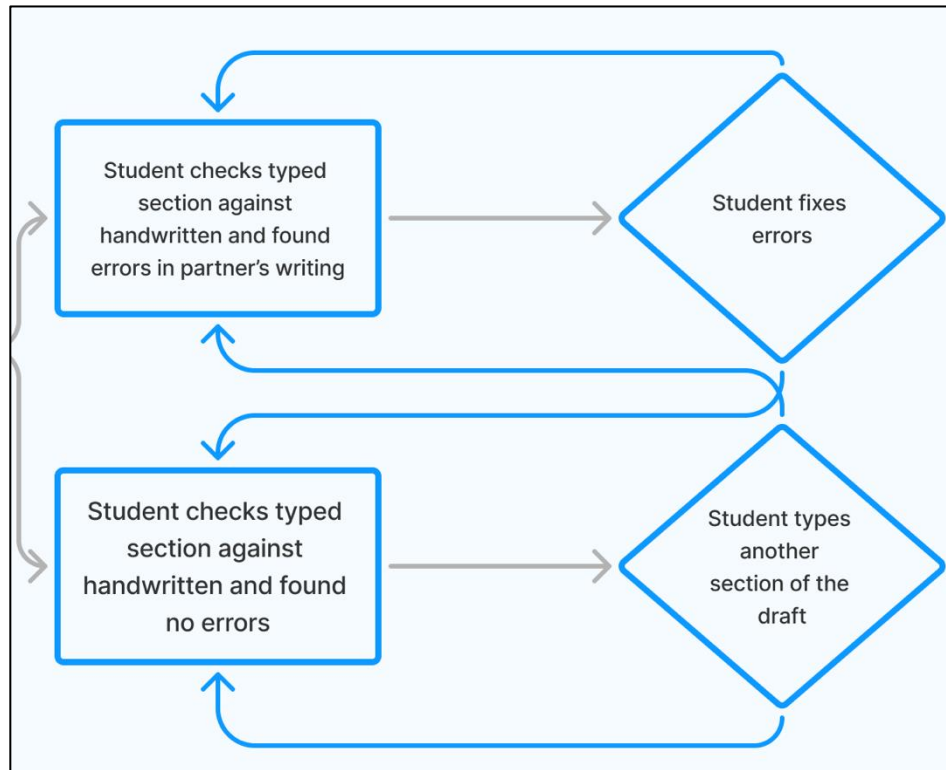 Student checks typed
section against
handwritten and found
errors in partner's writing
Student fixes
errors
Student checks typed
section against
handwritten and found
no errors
Student types
another
section of the
draft